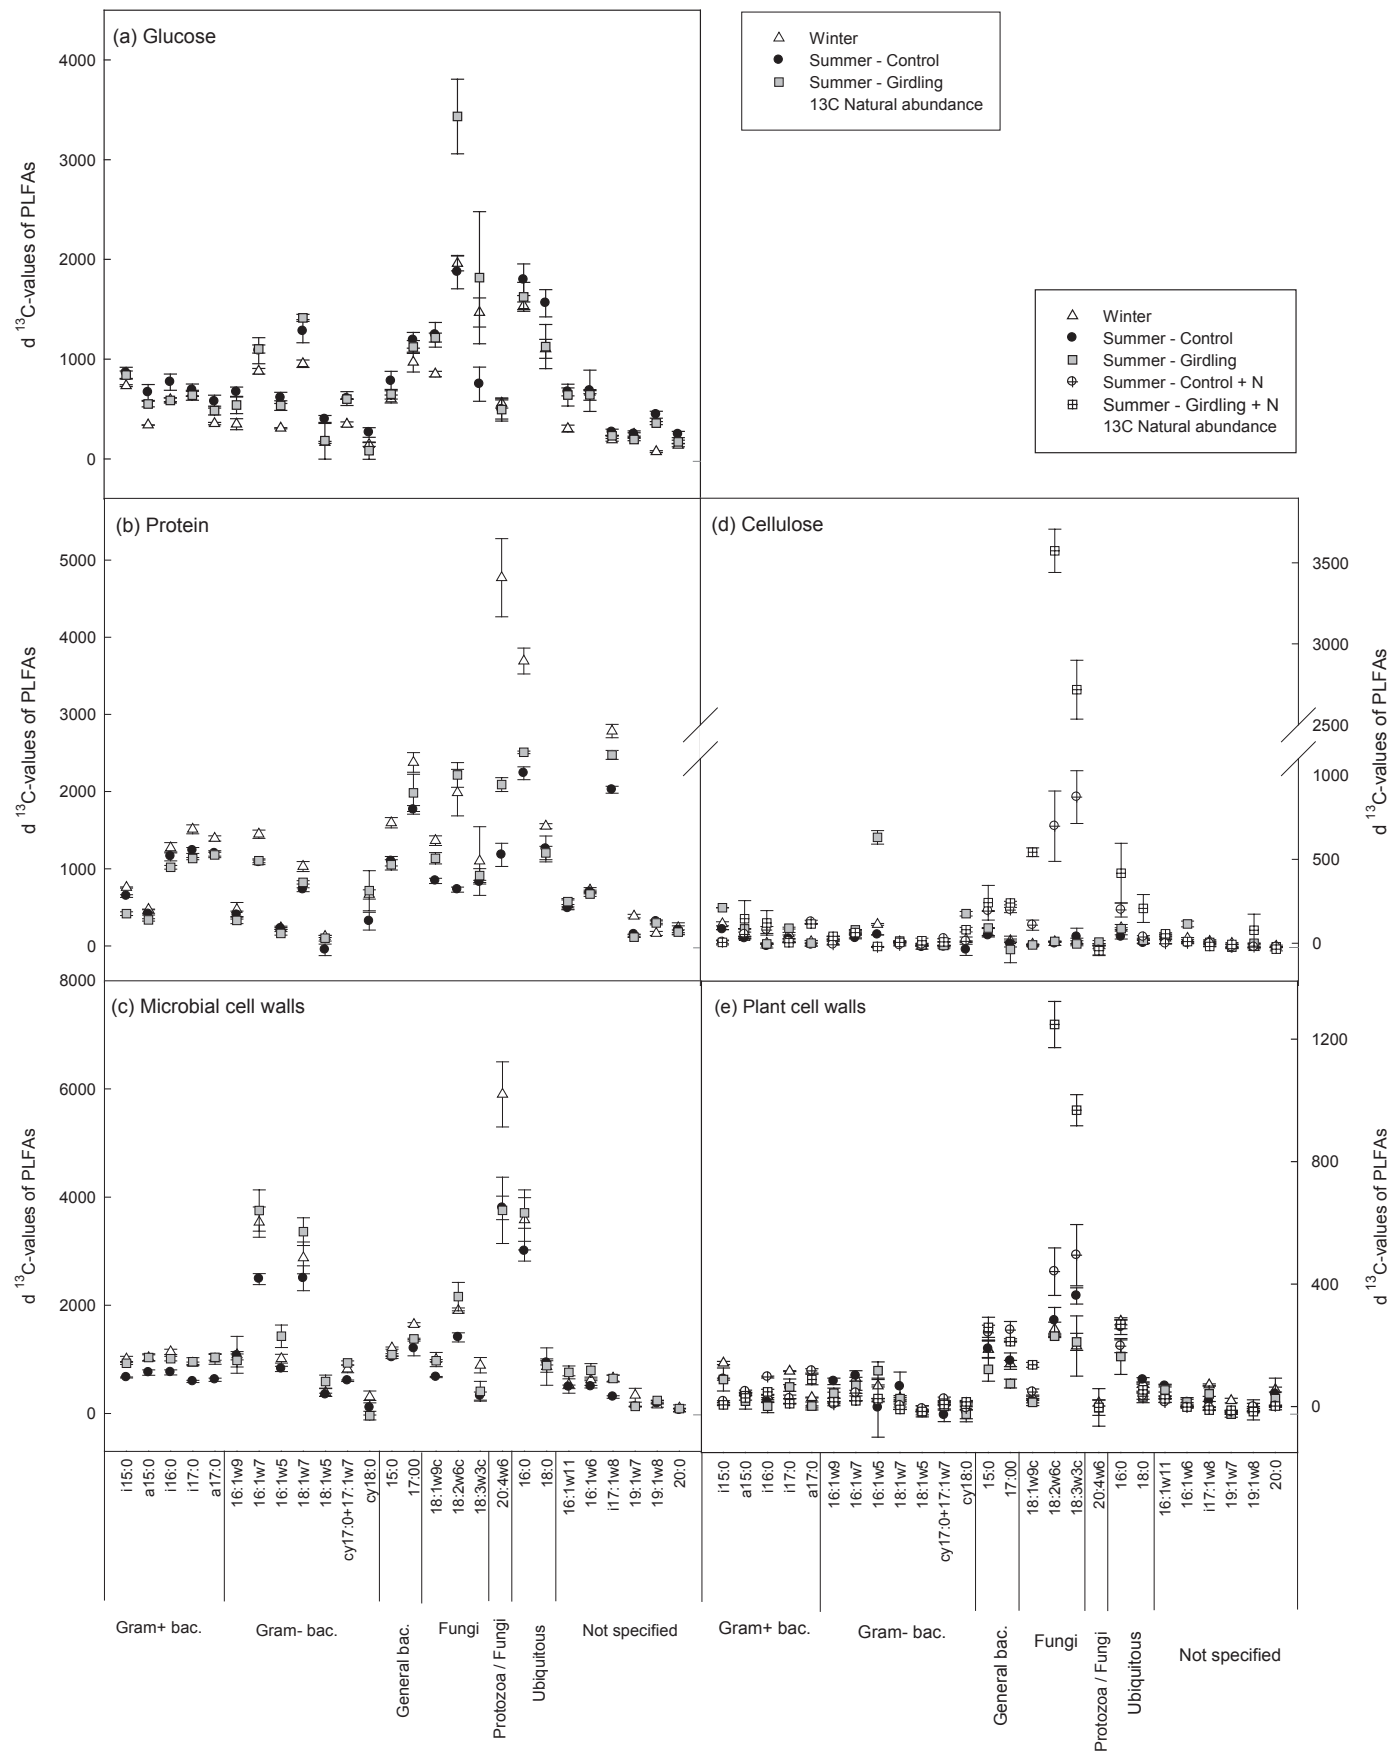 (a) Glucose
4000
3000
2000
1000
0
d 13C-values of PLFAs
Winter
Summer - Control
Summer - Girdling
13C Natural abundance
Winter
Summer - Control
Summer - Girdling
Summer - Control + N
Summer - Girdling + N
13C Natural abundance
(b) Protein
5000
4000
3000
2000
1000
0
d 13C-values of PLFAs
(d) Cellulose
3500
3000
2500
1000
500
0
d 13C-values of PLFAs
(c) Microbial cell walls
8000
6000
4000
2000
0
d 13C-values of PLFAs
(e) Plant cell walls
1200
800
400
0
d 13C-values of PLFAs
i15:0
a15:0
i16:0
i17:0
a17:0
16:1w9
16:1w7
16:1w5
18:1w7
18:1w5
cy17:0+17:1w7
cy18:0
15:0
17:00
18:1w9c
18:2w6c
18:3w3c
20:4w6
16:0
18:0
16:1w11
16:1w6
i17:1w8
19:1w7
19:1w8
20:0
Gram+ bac.
Gram- bac.
General bac.
Fungi
Protozoa / Fungi
Ubiquitous
Not specified
i15:0
a15:0
i16:0
i17:0
a17:0
16:1w9
16:1w7
16:1w5
18:1w7
18:1w5
cy17:0+17:1w7
cy18:0
15:0
17:00
18:1w9c
18:2w6c
18:3w3c
20:4w6
16:0
18:0
16:1w11
16:1w6
i17:1w8
19:1w7
19:1w8
20:0
Gram+ bac.
Gram- bac.
General bac.
Fungi
Protozoa / Fungi
Ubiquitous
Not specified